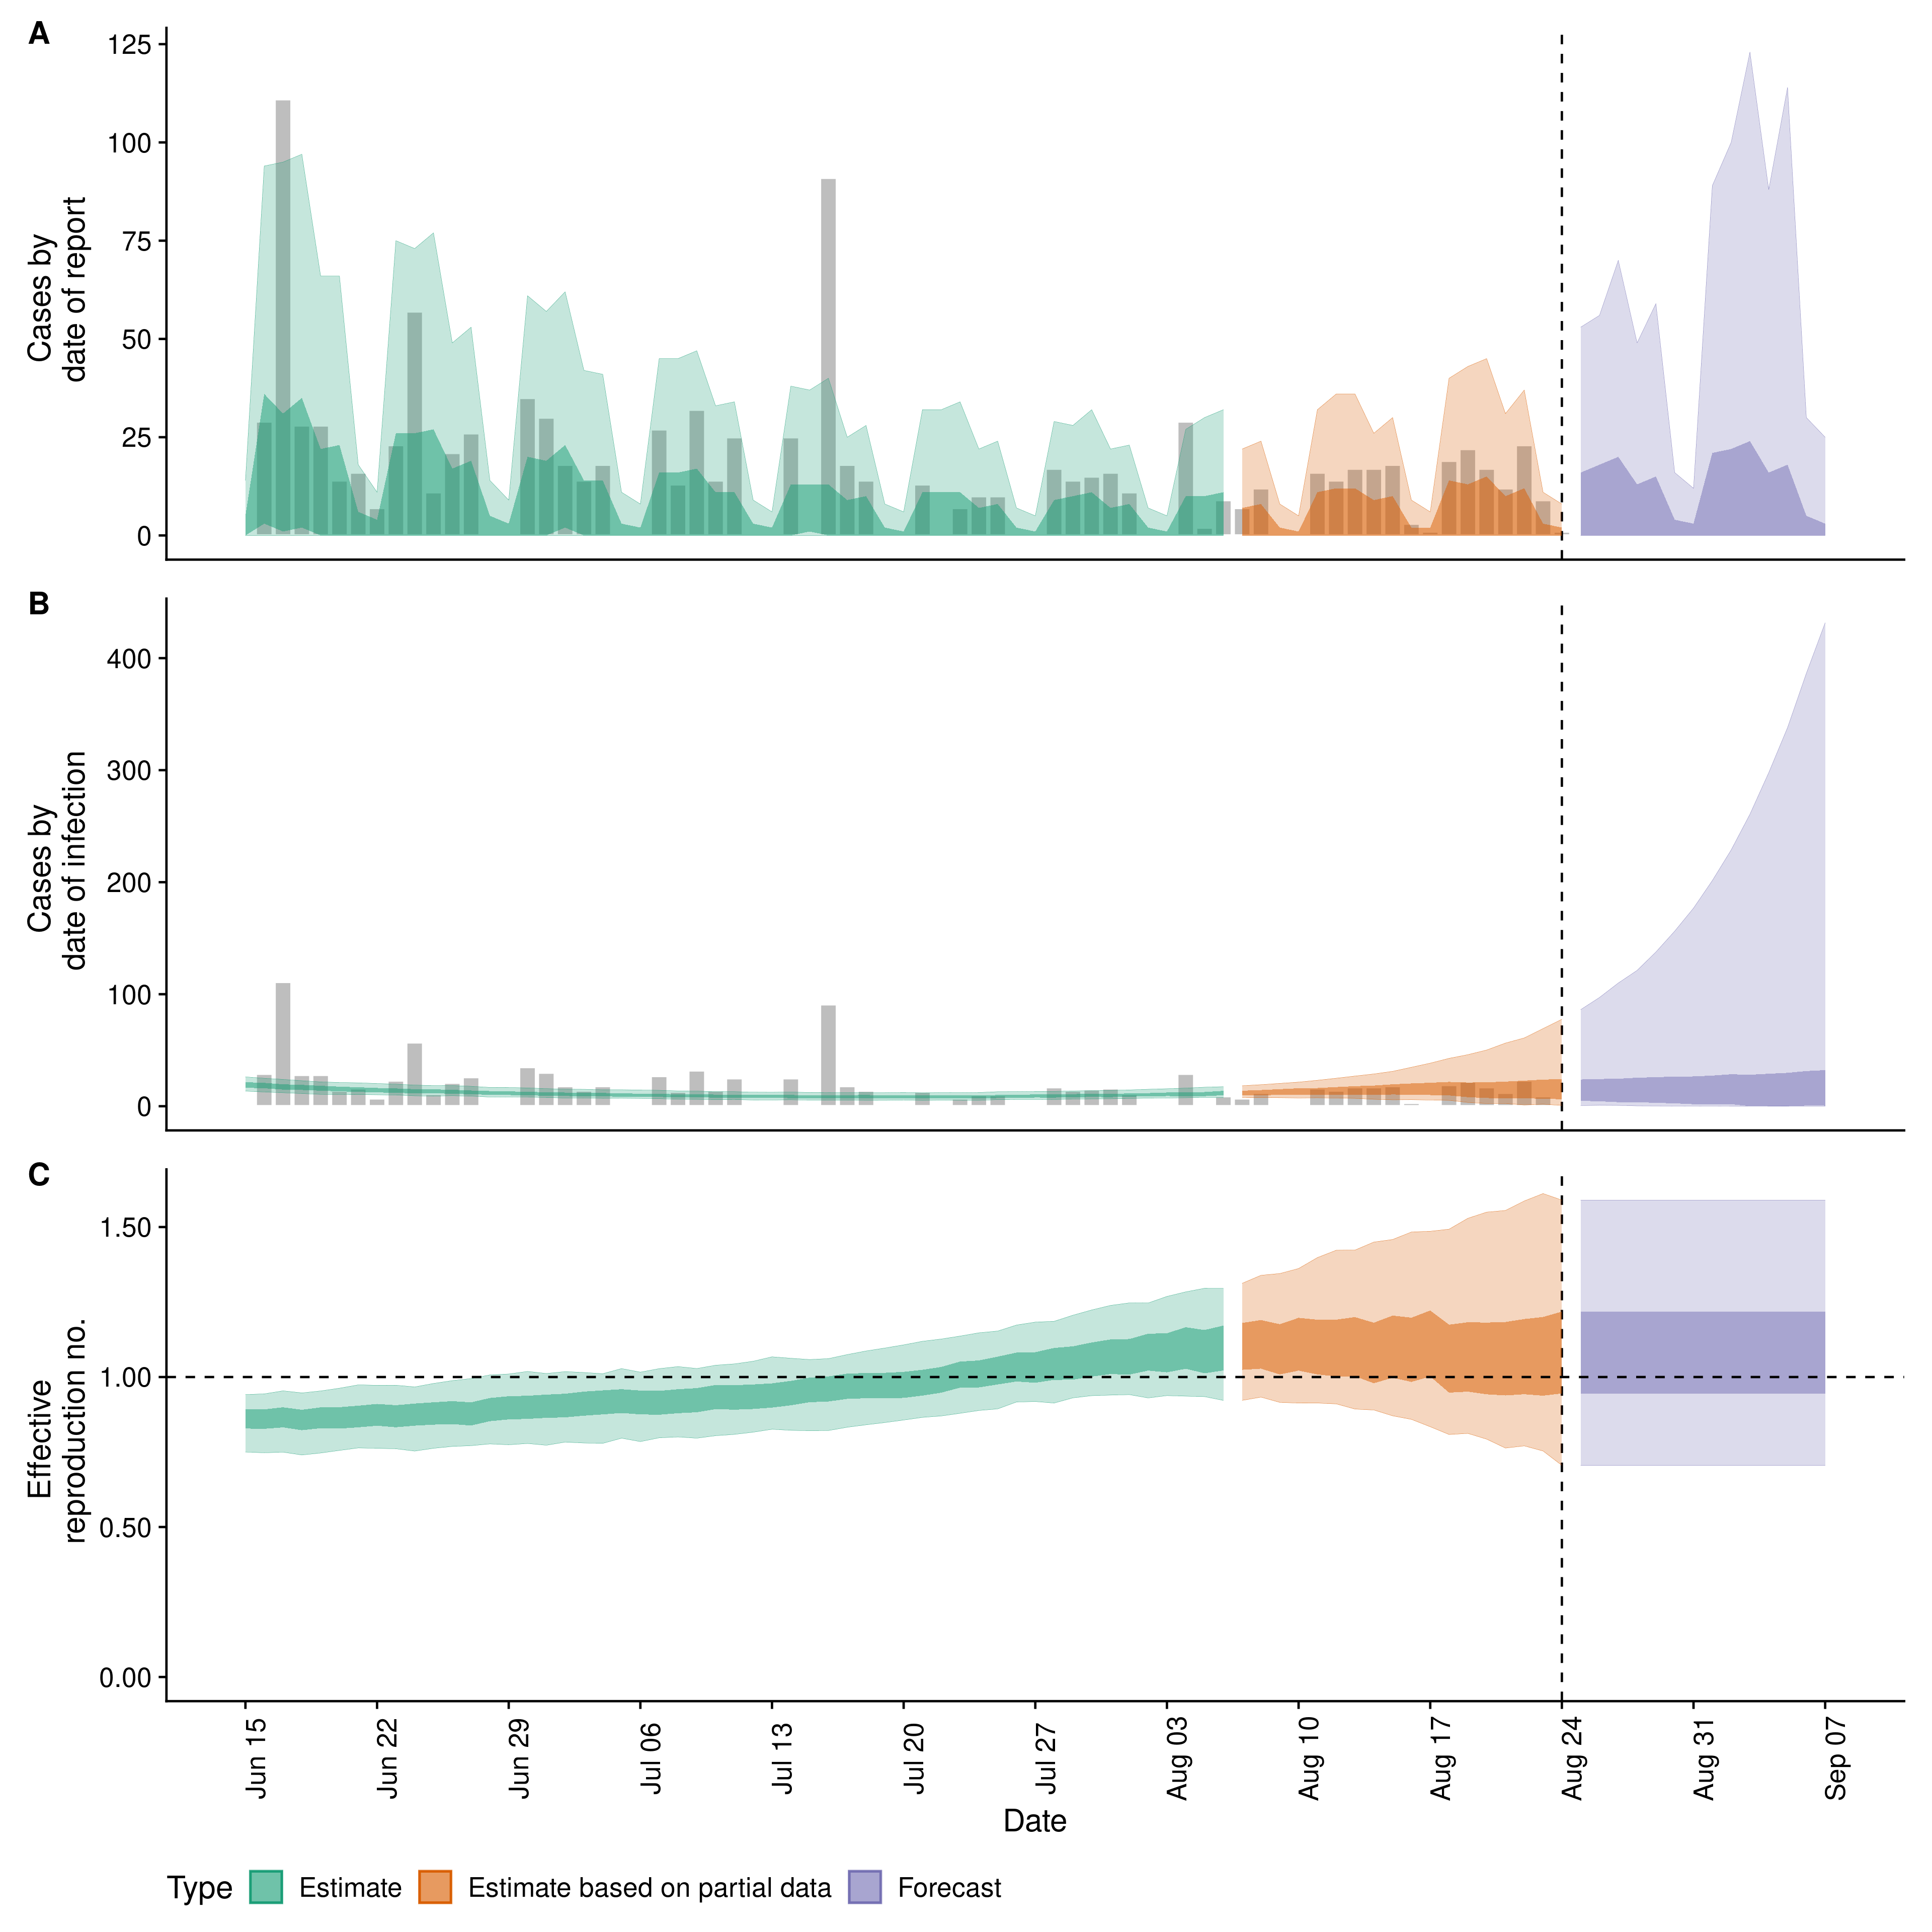 A
125
100
75
50
25
0
Cases by
date of report
B
400
300
200
100
0
Cases by
date of infection
C
1.50
1.00
0.50
0.00
Effective
reproduction no.
Jun 15
Jun 22
Jun 29
Jul 06
Jul 13
Jul 20
Jul 27
Aug 03
Aug 10
Aug 17
Aug 24
Aug 31
Sep 07
Date
Type Estimate Estimate based on partial data Forecast